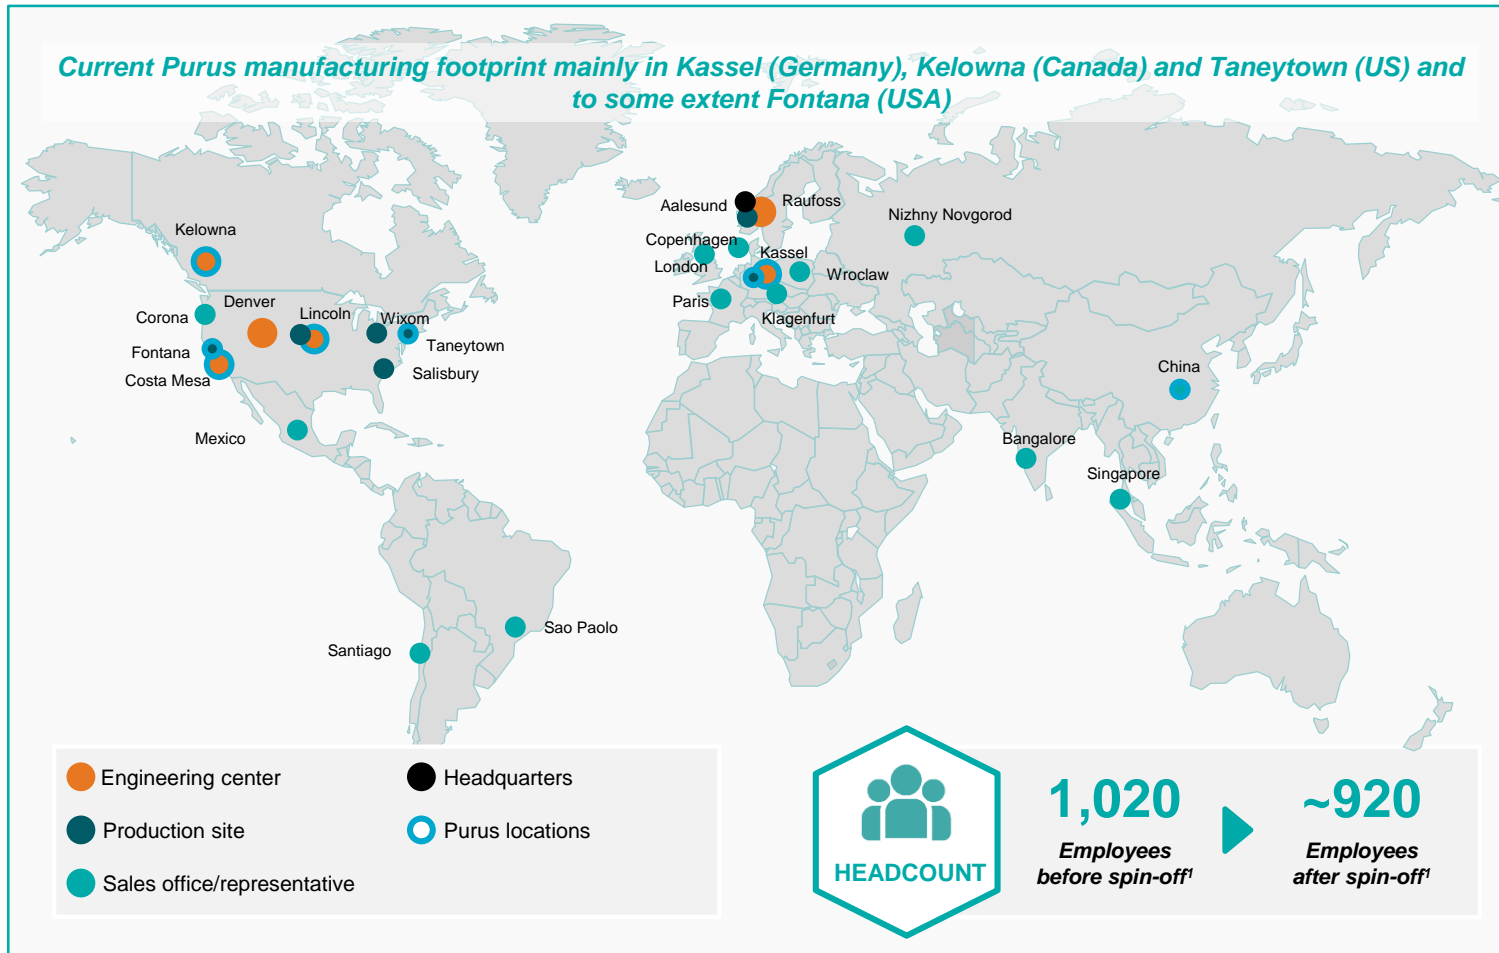 Current Purus manufacturing footprint mainly in Kassel (Germany), Kelowna (Canada) and Taneytown (US) and
to some extent Fontana (USA)
Aalesund
Raufoss
Nizhny Novgorod
Kelowna
Copenhagen
Kassel
London
Wroclaw
Denver
Paris
Corona
Lincoln
Wixom
Klagenfurt
Taneytown
Fontana
Salisbury
China
Costa Mesa
Mexico
Bangalore
Singapore
Sao Paolo
Santiago
Engineering center
Headquarters
Production site
Purus locations
Sales office/representative
HEADCOUNT
1,020
Employees
before spin-off1
~920
Employees
after spin-off1